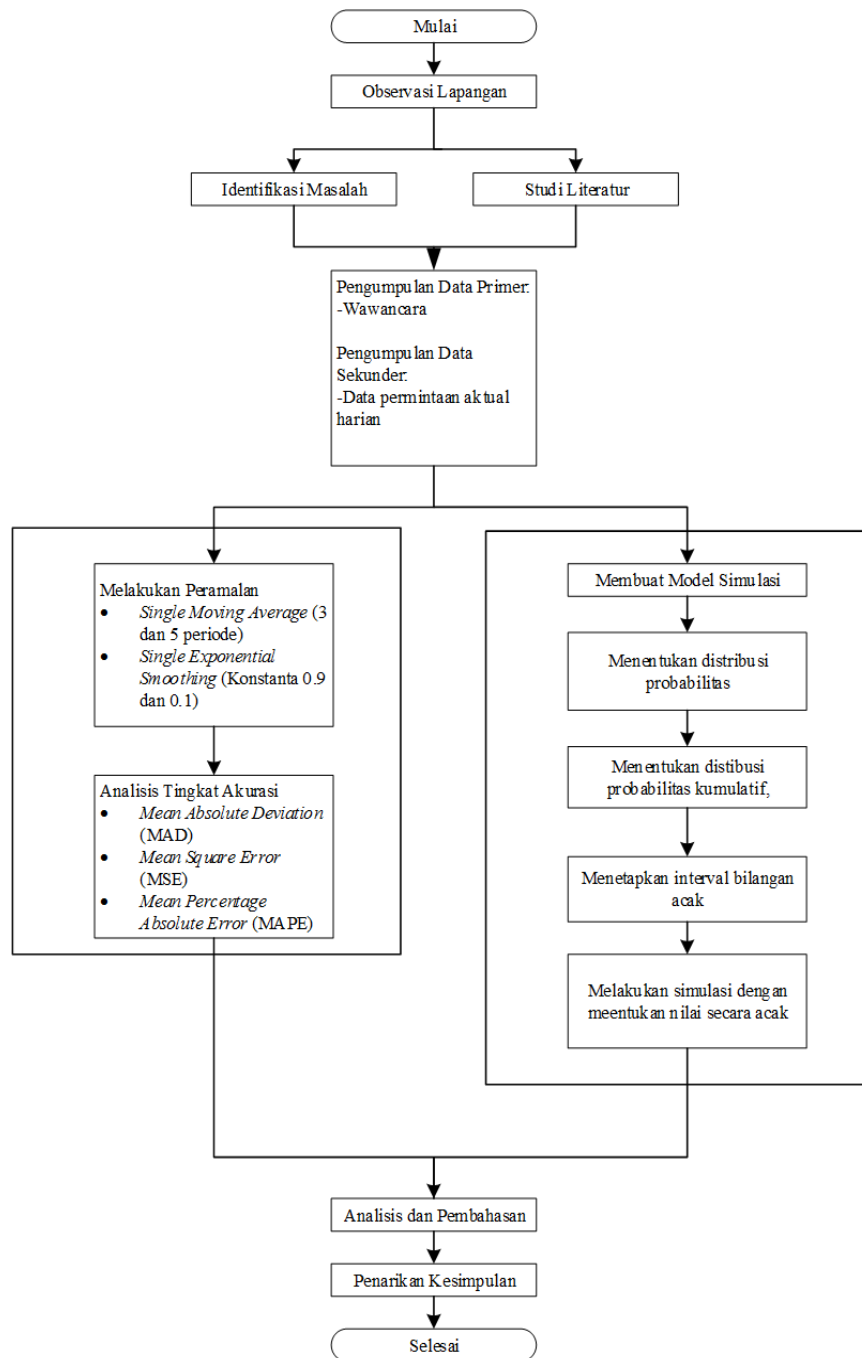 Mulai
Observasi Lapangan
Identifikasi Masalah
Studi Literatur
Pengumpulan Data Primer:
-Wawancara
Pengumpulan Data
Sekunder:
-Data permintaan aktual
harian
Melakukan Peramalan
• Single Moving Average (3
dan 5 periode)
• Single Exponential
Smoothing (Konstanta 0.9
dan 0.1)
Analisis Tingkat Akurasi
• Mean Absolute Deviation
(MAD)
• Mean Square Error
(MSE)
• Mean Percentage
Absolute Error (MAPE)
Membuat Model Simulasi
Menentukan distribusi
probabilitas
Menentukan distibusi
probabilitas kumulatif,
Menetapkan interval bilangan
acak
Melakukan simulasi dengan
meentukan nilai secara acak
Analisis dan Pembahasan
Penarikan Kesimpulan
Selesai